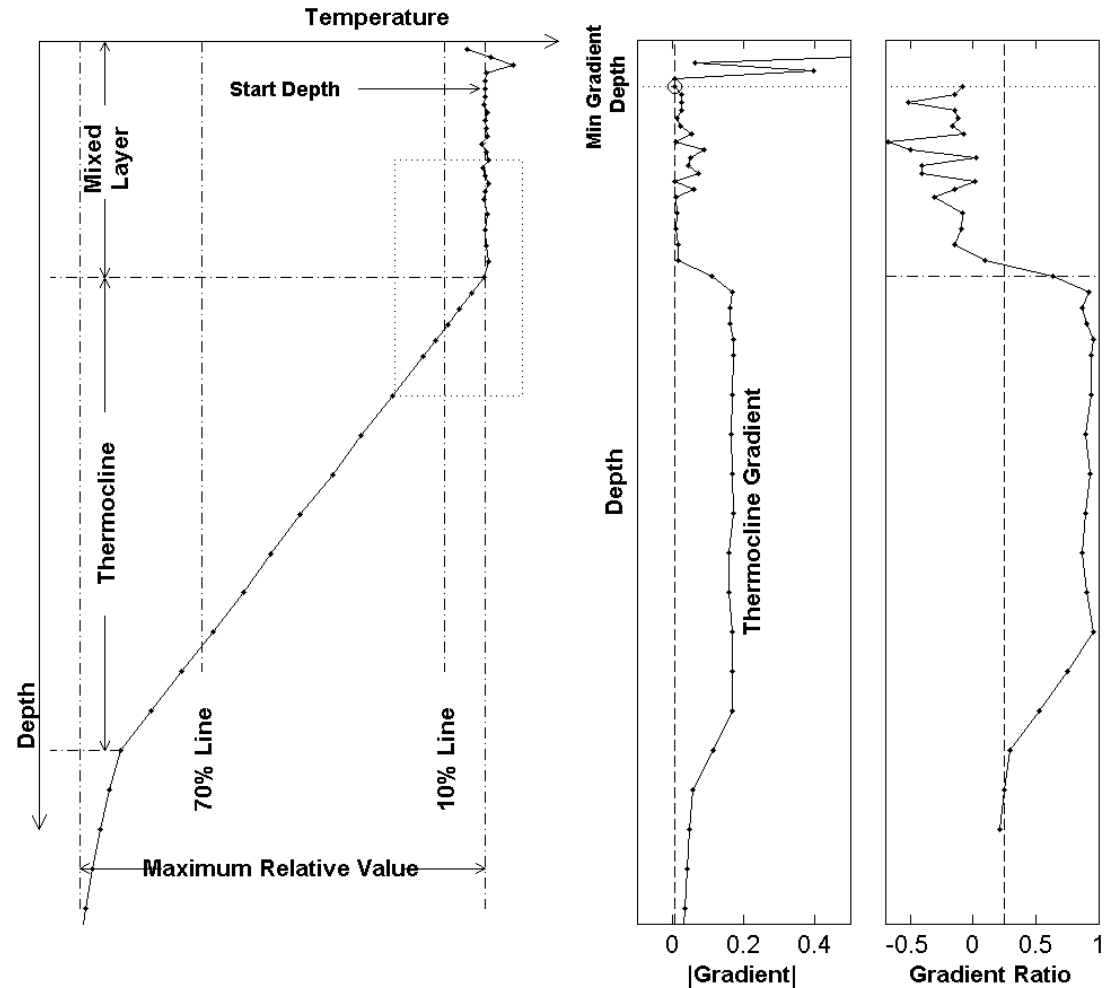 Temperature
Start Depth
Mixed
Layer
Thermocline
Depth
70% Line
10% Line
Maximum Relative Value
Min Gradient
Depth
Depth
Thermocline Gradient
0
0.2
0.4
|Gradient|
-0.5
0
0.5
1
Gradient Ratio